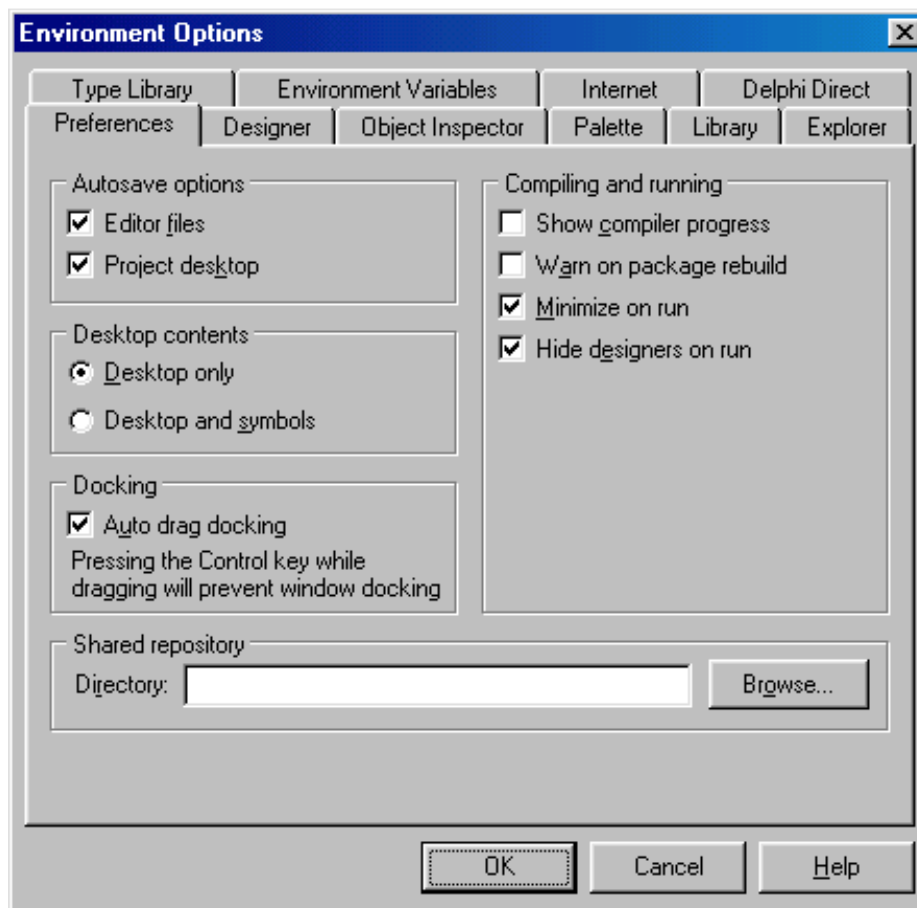 Environment Options
Type Library
Environment Variables
Internet
Delphi Direct
Preferences
Designer
Object Inspector
Palette
Library
Explorer
Autosave options
Editor files
Project desktop
Desktop contents
Desktop only
Desktop and symbols
Docking
Auto drag docking
Pressing the Control key while
dragging will prevent window docking
Compiling and running
Show compiler progress
Warn on package rebuild
Minimize on run
Hide designers on run
Shared repository
Directory:
Browse...
OK
Cancel
Help